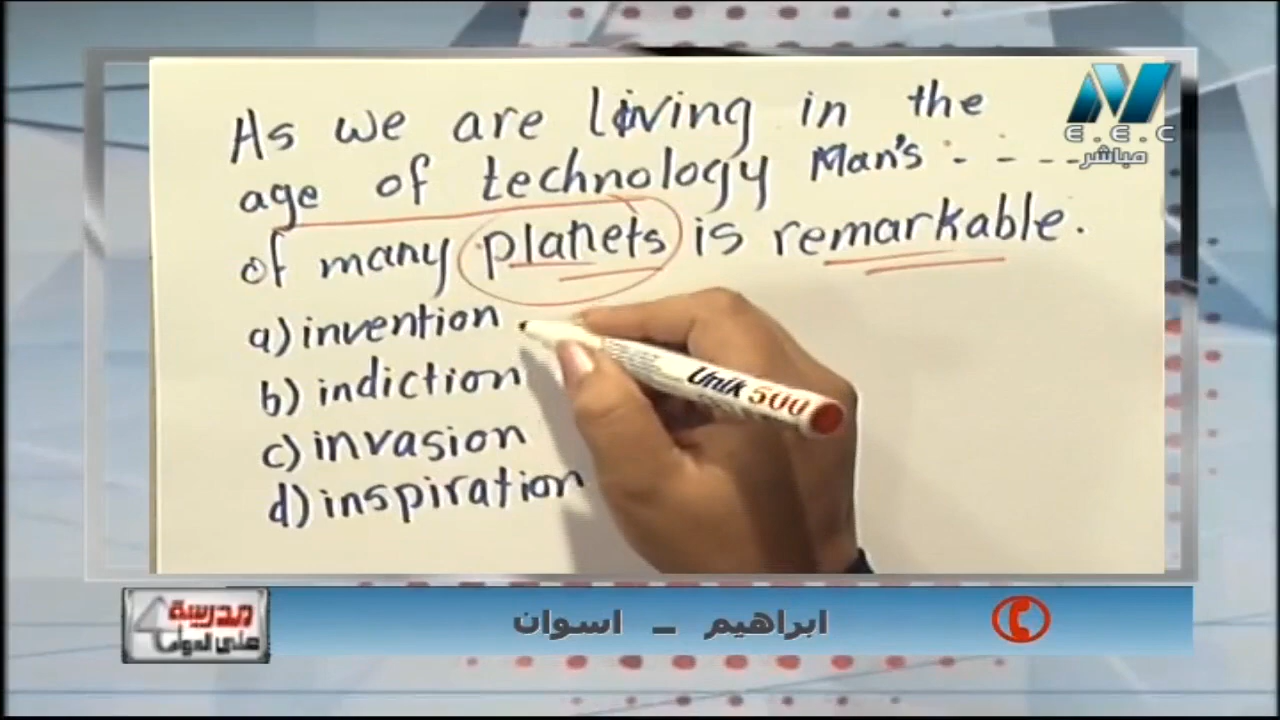 As we are living in the
age of technology Man's . - - --
of many planets is remarkable.
a) invention
b) indiction
c) invasion
d) inspiration
E.E.C
مباشر
Unik 500
مدرسة
على الهواء
ابراهيم _ اسوان